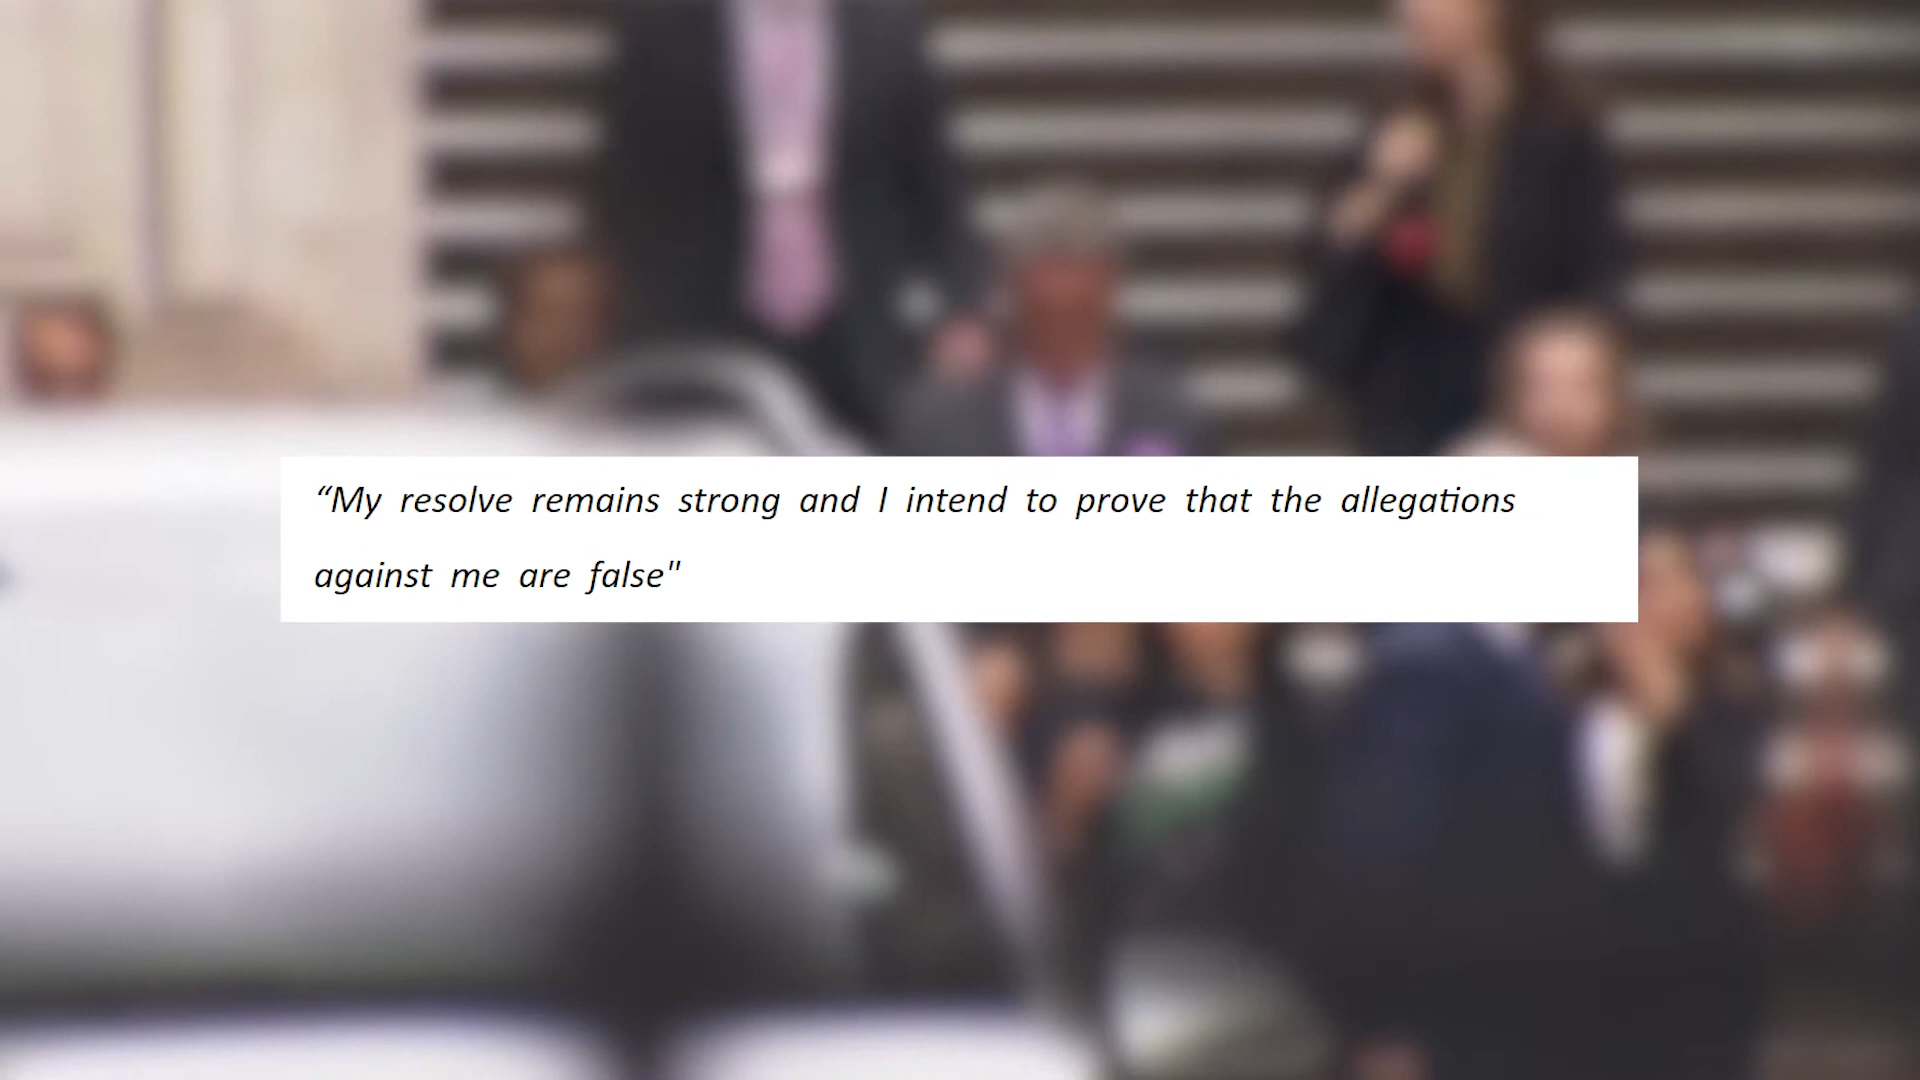 “My resolve remains strong and I intend to prove that the allegations
against me are false"